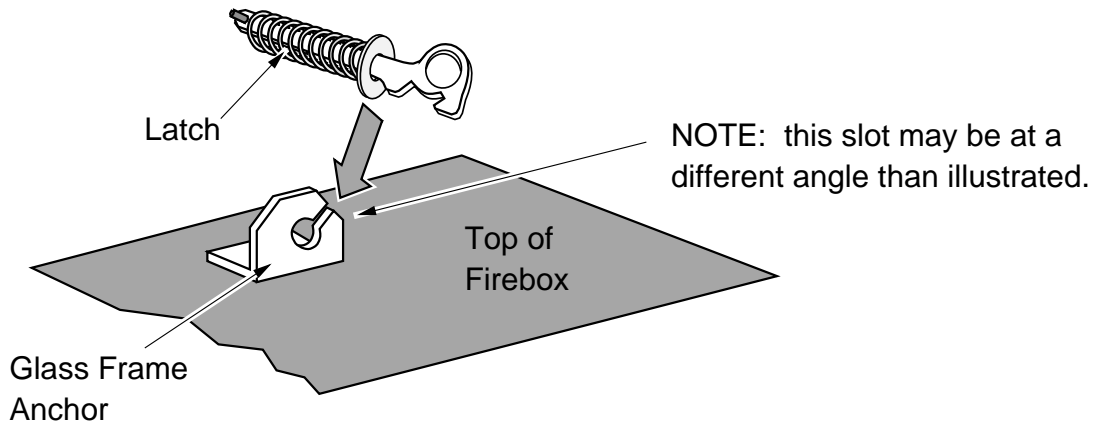 Latch
NOTE:  this slot may be at a
different angle than illustrated.
Top of
Firebox
Glass Frame
Anchor